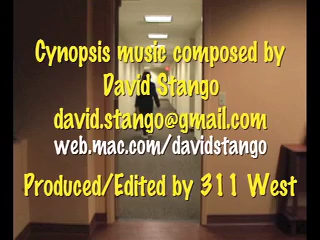 Cynopsis music composed by
David Stango
david.stango@gmail.com
web.mac.com/davidstango
Produced/Edited by 311 West